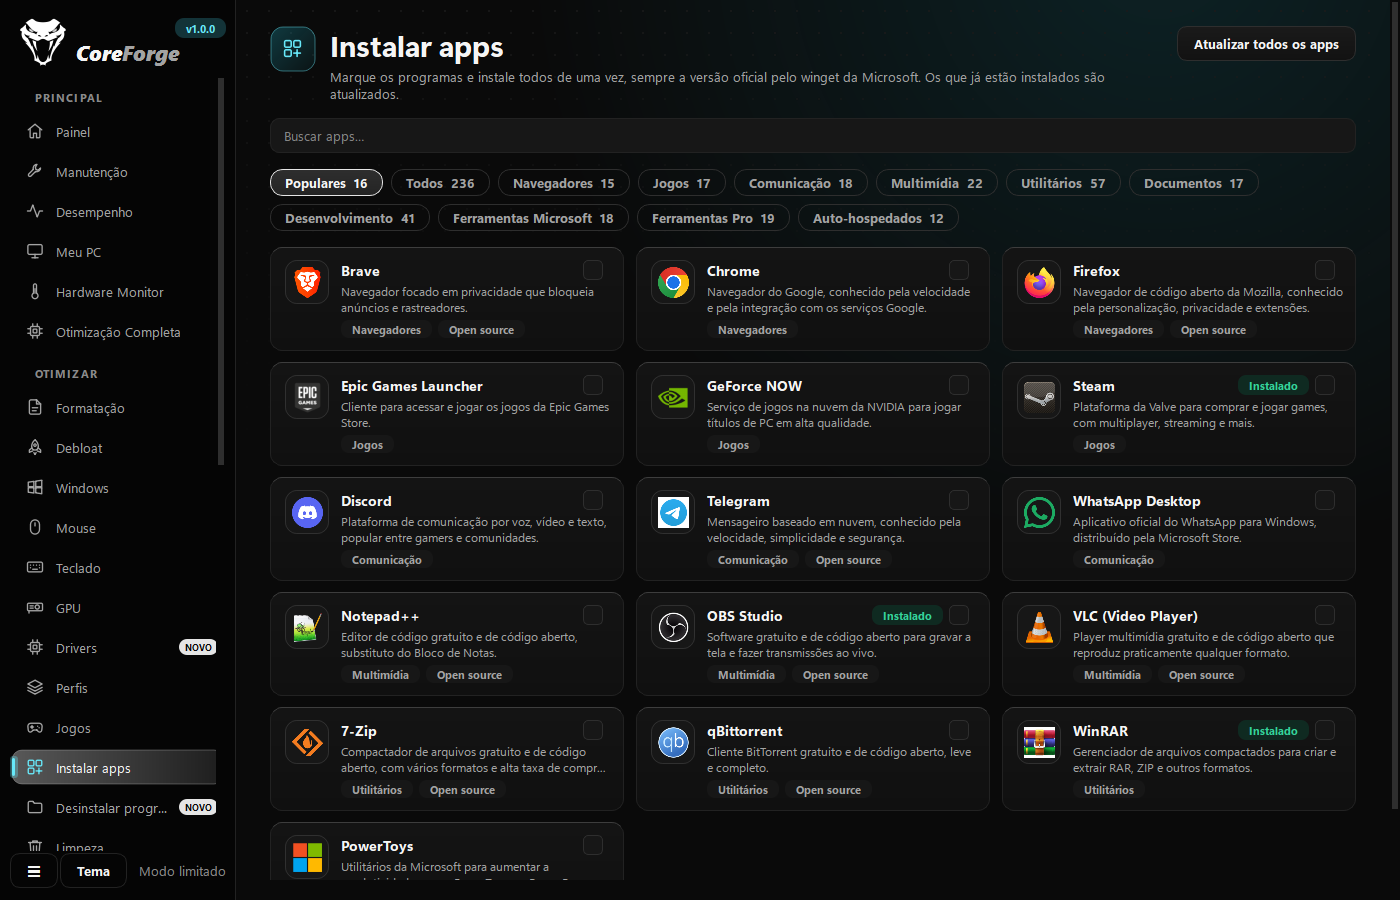 CoreForge
v1.0.0
PRINCIPAL
Painel
Manutenção
Desempenho
Meu PC
Hardware Monitor
Otimização Completa
OTIMIZAR
Formatação
Debloat
Windows
Mouse
Teclado
GPU
Drivers NOVO
Perfis
Jogos
Instalar apps
Desinstalar progr... NOVO
Limpeza
Tema
Modo limitado
Instalar apps
Marque os programas e instale todos de uma vez, sempre a versão oficial pelo winget da Microsoft. Os que já estão instalados são
atualizados.
Atualizar todos os apps
Buscar apps...
Populares 16 Todos 236 Navegadores 15 Jogos 17 Comunicação 18 Multimídia 22 Utilitários 57 Documentos 17
Desenvolvimento 41 Ferramentas Microsoft 18 Ferramentas Pro 19 Auto-hospedados 12
Brave
Navegador focado em privacidade que bloqueia
anúncios e rastreadores.
Navegadores Open source
Chrome
Navegador do Google, conhecido pela velocidade
e pela integração com os serviços Google.
Navegadores
Firefox
Navegador de código aberto da Mozilla, conhecido
pela personalização, privacidade e extensões.
Navegadores Open source
EPIC
GAMES
Epic Games Launcher
Cliente para acessar e jogar os jogos da Epic Games
Store.
Jogos
GeForce NOW
Serviço de jogos na nuvem da NVIDIA para jogar
títulos de PC em alta qualidade.
Jogos
Steam Instalado
Plataforma da Valve para comprar e jogar games,
com multiplayer, streaming e mais.
Jogos
Discord
Plataforma de comunicação por voz, vídeo e texto,
popular entre gamers e comunidades.
Comunicação
Telegram
Mensageiro baseado em nuvem, conhecido pela
velocidade, simplicidade e segurança.
Comunicação Open source
WhatsApp Desktop
Aplicativo oficial do WhatsApp para Windows,
distribuído pela Microsoft Store.
Comunicação
Notepad++
Editor de código gratuito e de código aberto,
substituto do Bloco de Notas.
Multimídia Open source
OBS Studio Instalado
Software gratuito e de código aberto para gravar a
tela e fazer transmissões ao vivo.
Multimídia Open source
VLC (Video Player)
Player multimídia gratuito e de código aberto que
reproduz praticamente qualquer formato.
Multimídia Open source
7-Zip
Compactador de arquivos gratuito e de código
aberto, com vários formatos e alta taxa de compr...
Utilitários Open source
qb
qBittorrent
Cliente BitTorrent gratuito e de código aberto, leve
e completo.
Utilitários Open source
WinRAR Instalado
Gerenciador de arquivos compactados para criar e
extrair RAR, ZIP e outros formatos.
Utilitários
PowerToys
Utilitários da Microsoft para aumentar a